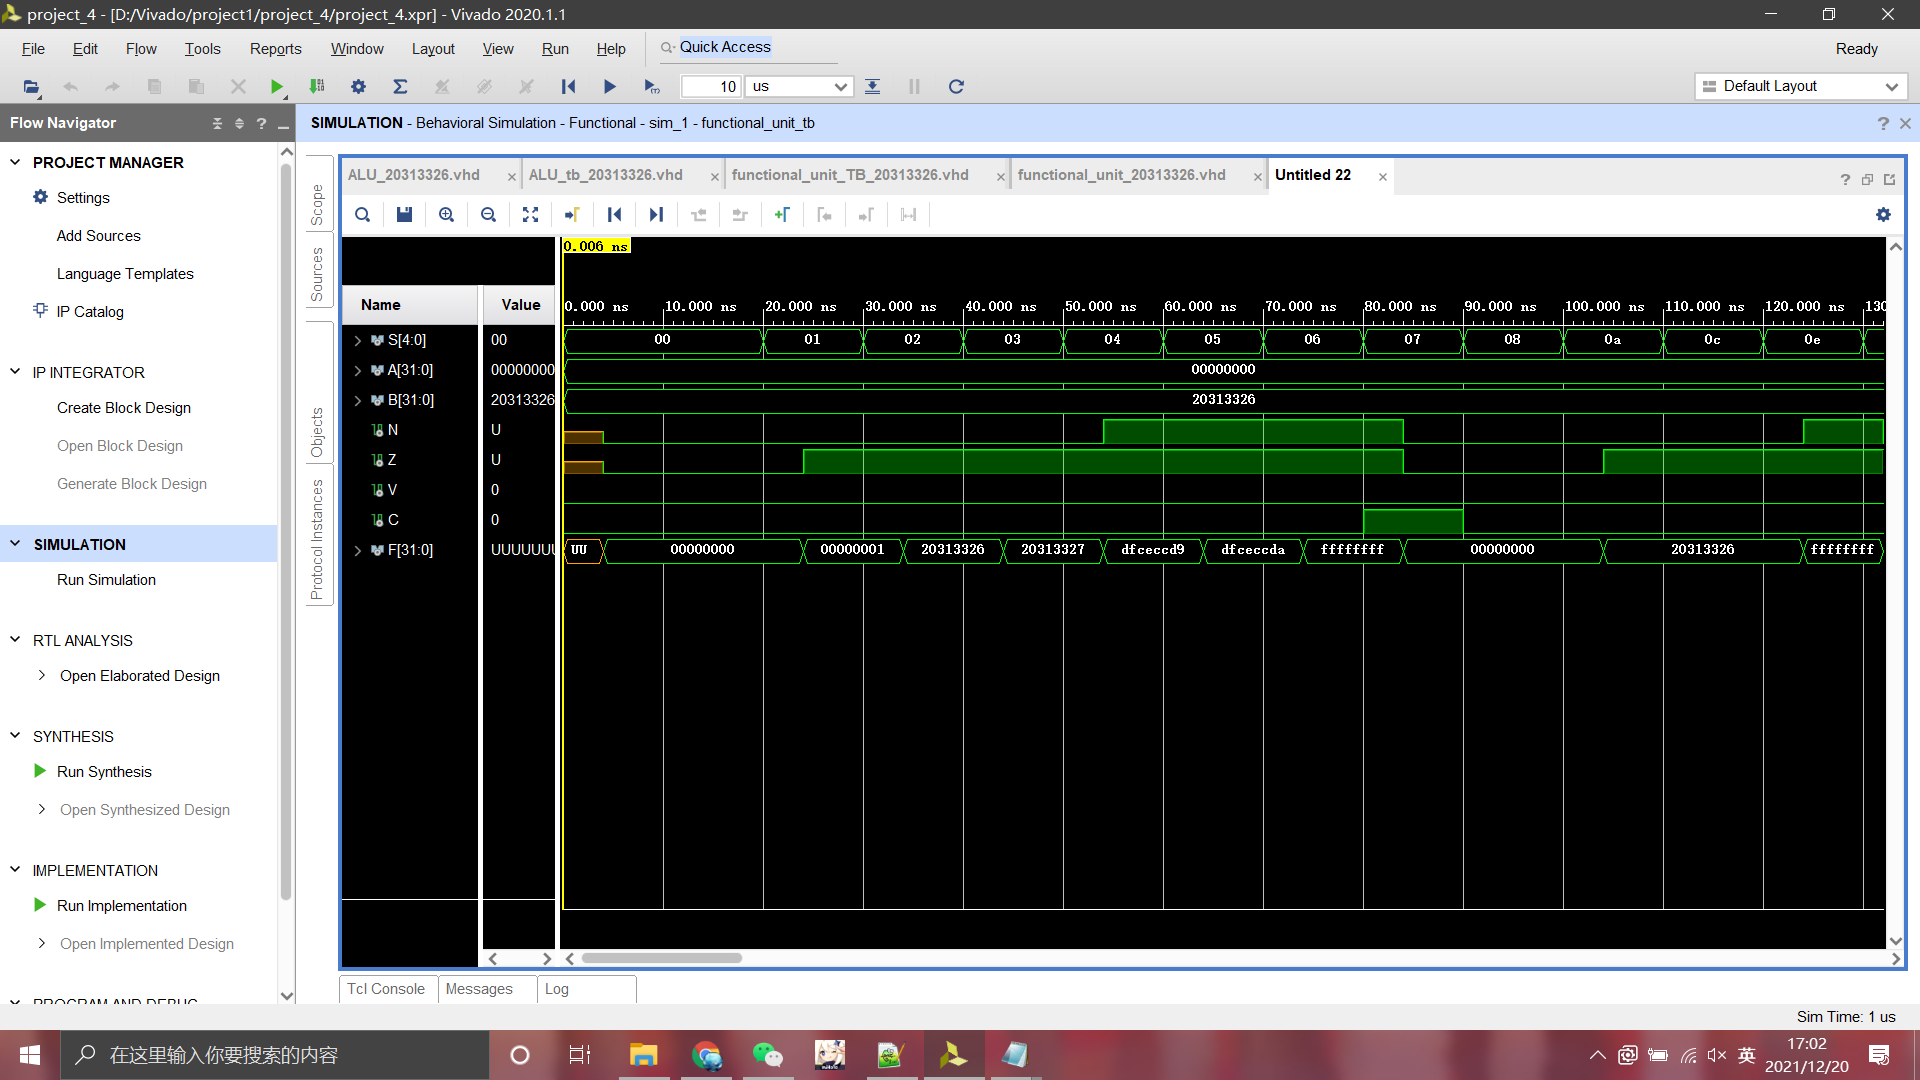 project_4 - [D:/Vivado/project1/project_4/project_4.xpr] - Vivado 2020.1.1
File Edit Flow Tools Reports Window Layout View Run Help Quick Access Ready
10 us Default Layout
Flow Navigator
PROJECT MANAGER
Settings
Add Sources
Language Templates
IP Catalog
IP INTEGRATOR
Create Block Design
Open Block Design
Generate Block Design
SIMULATION
Run Simulation
RTL ANALYSIS
Open Elaborated Design
SYNTHESIS
Run Synthesis
Open Synthesized Design
IMPLEMENTATION
Run Implementation
Open Implemented Design
PROGRAM AND DEBUG
SIMULATION - Behavioral Simulation - Functional - sim_1 - functional_unit_tb
Scope
Sources
Objects
Protocol Instances
ALU_20313326.vhd ALU_tb_20313326.vhd functional_unit_TB_20313326.vhd functional_unit_20313326.vhd Untitled 22
0.006 ns
Name Value 0.000 ns 10.000 ns 20.000 ns 30.000 ns 40.000 ns 50.000 ns 60.000 ns 70.000 ns 80.000 ns 90.000 ns 100.000 ns 110.000 ns 120.000 ns 130
S[4:0] 00 00 01 02 03 04 05 06 07 08 0a 0c 0e
A[31:0] 00000000 00000000
B[31:0] 20313326 20313326
N U
Z U
V 0
C 0
F[31:0] UUUUUUU UU 00000000 00000001 20313326 20313327 dfceccd9 dfceccda ffffffff 00000000 20313326 ffffffff
Tcl Console Messages Log
Sim Time: 1 us
在这里输入你要搜索的内容
英
17:02
2021/12/20